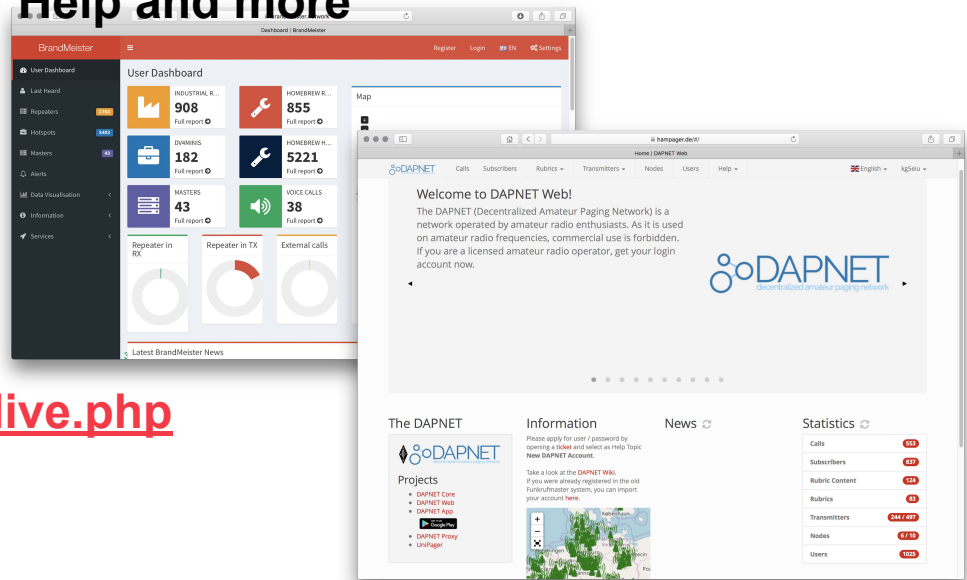 Help and more
Dashboard | BrandMeister
BrandMeister
Register Login EN Settings
User Dashboard
Last Heard
Repeaters
Hotspots 5403
Masters 43
Alerts
Data Visualisation
Information
Services
User Dashboard
INDUSTRIAL R...
908
Full report
HOMEBREW R...
855
Full report
DV4MINIS
182
Full report
HOMEBREW H...
5221
Full report
MASTERS
43
Full report
VOICE CALLS
38
Full report
Map
Repeater in
RX
Repeater in TX
External calls
Latest BrandMeister News
live.php
hampager.de/#/
Home | DAPNET Web
DAPNET Calls Subscribers Rubrics Transmitters Nodes Users Help English kg5eiu
Welcome to DAPNET Web!
The DAPNET (Decentralized Amateur Paging Network) is a
network operated by amateur radio enthusiasts. As it is used
on amateur radio frequencies, commercial use is forbidden.
If you are a licensed amateur radio operator, get your login
account now.
DAPNET
decentralized amateur paging network
The DAPNET
DAPNET
Projects
DAPNET Core
DAPNET Web
DAPNET App
Google Play
DAPNET Proxy
UniPager
Information
Please apply for user / password by
opening a ticket and select as Help Topic
New DAPNET Account.
Take a look at the DAPNET Wiki.
If you were already registered in the old
Funkrufmaster system, you can import
your account here.
København
News
Statistics
Calls 553
Subscribers 837
Rubric Content 124
Rubrics 83
Transmitters 244 / 497
Nodes 6 / 10
Users 1025